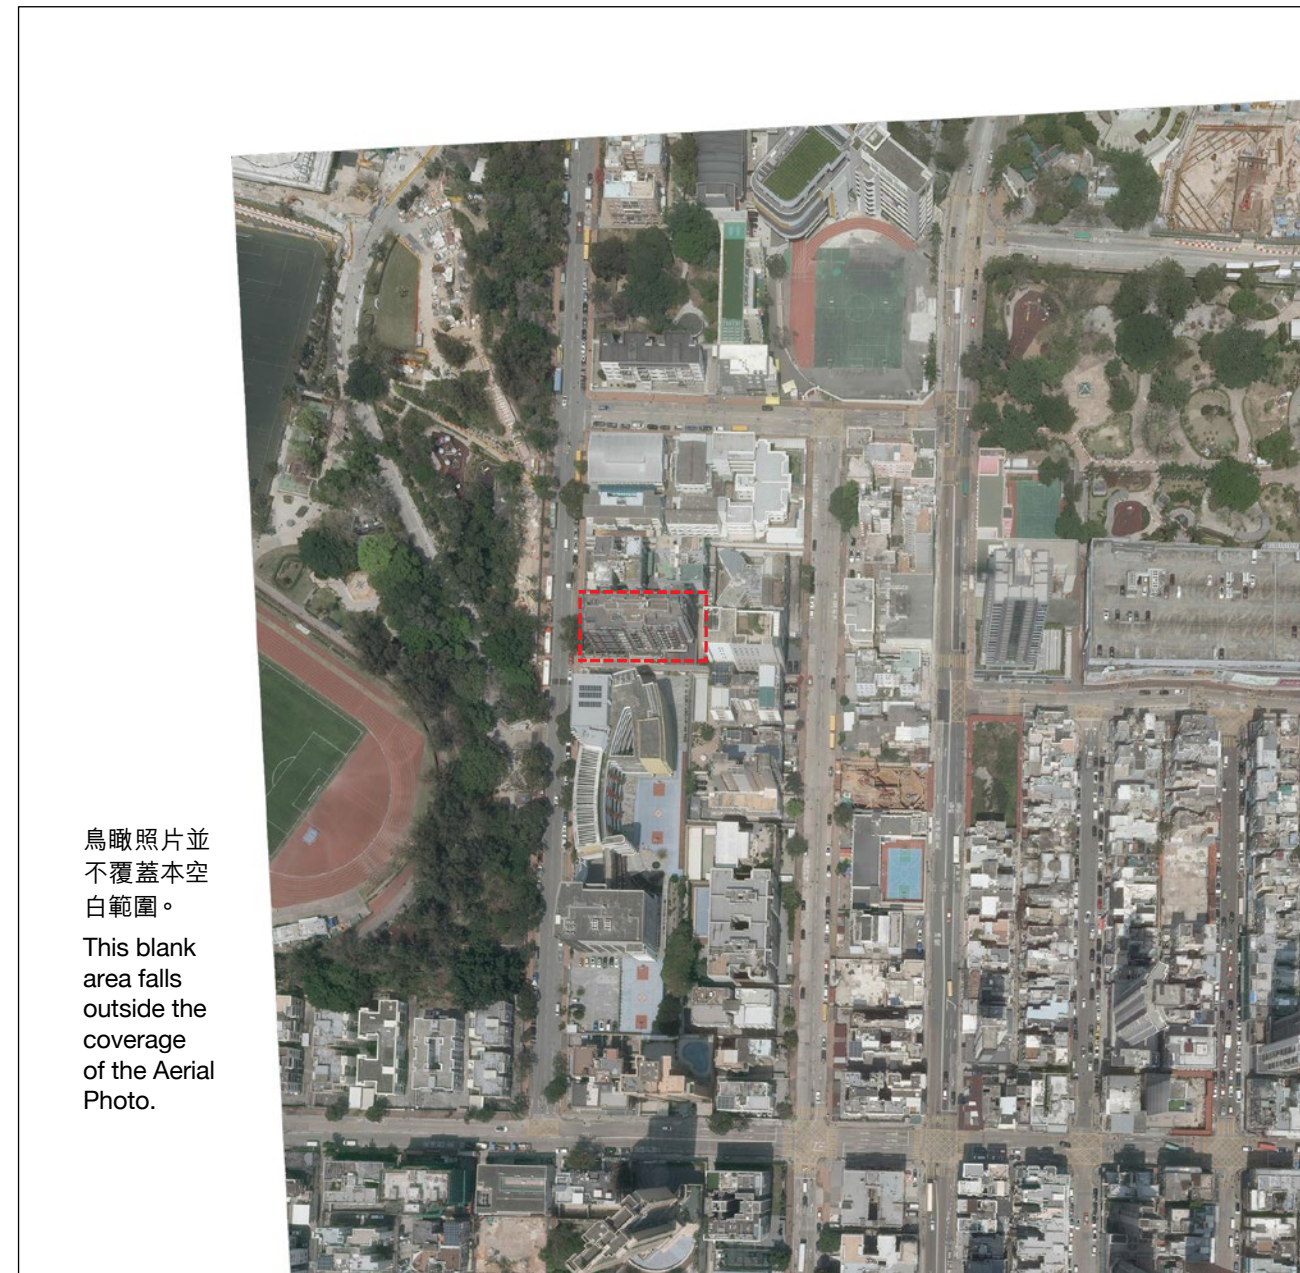 鳥瞰照片並
不覆蓋本空
白範圍。
This blank
area falls
outside the
coverage
of the Aerial
Photo.